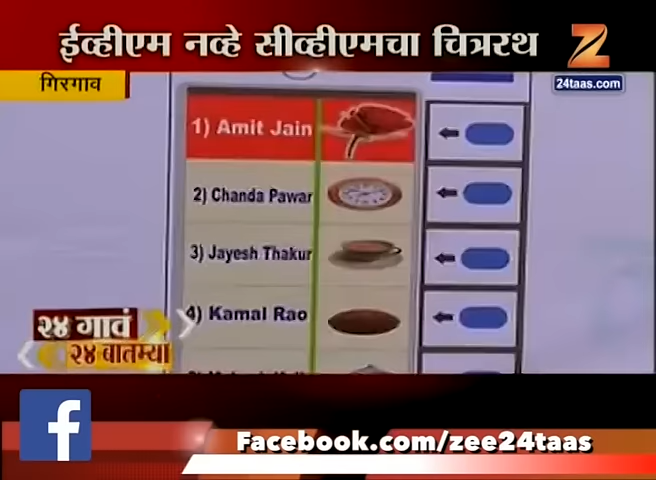 ईव्हीएम नव्हे सीव्हीएमचा चित्ररथ
24taas.com
गिरगाव
1) Amit Jain
2) Chanda Pawar
3) Jayesh Thakur
4) Kamal Rao
२४ गावं
२४ बातम्या
Facebook.com/zee24taas